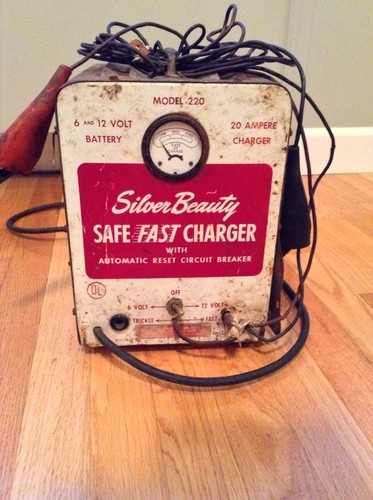 MODEL 220
6 AND 12 VOLT
BATTERY
20 AMPERE
CHARGER
Silver Beauty
SAFE FAST CHARGER
WITH
AUTOMATIC RESET CIRCUIT BREAKER
UL
OFF
6 VOLT
12 VOLT
TRICKLE
FAST